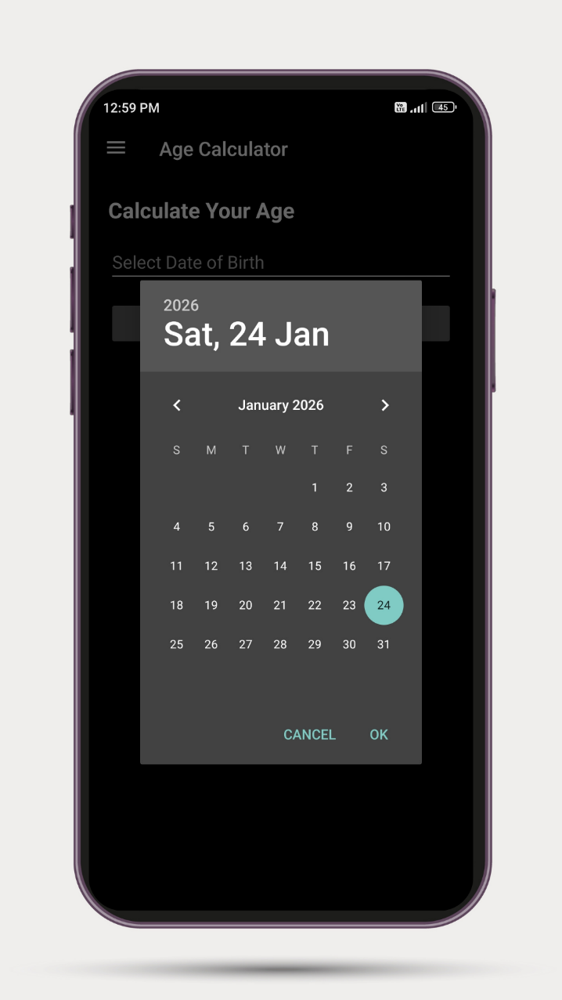 12:59 PM Vo LTE 45
Age Calculator
Calculate Your Age
Select Date of Birth
2026
Sat, 24 Jan
January 2026
S M T W T F S
1 2 3
4 5 6 7 8 9 10
11 12 13 14 15 16 17
18 19 20 21 22 23 24
25 26 27 28 29 30 31
CANCEL OK